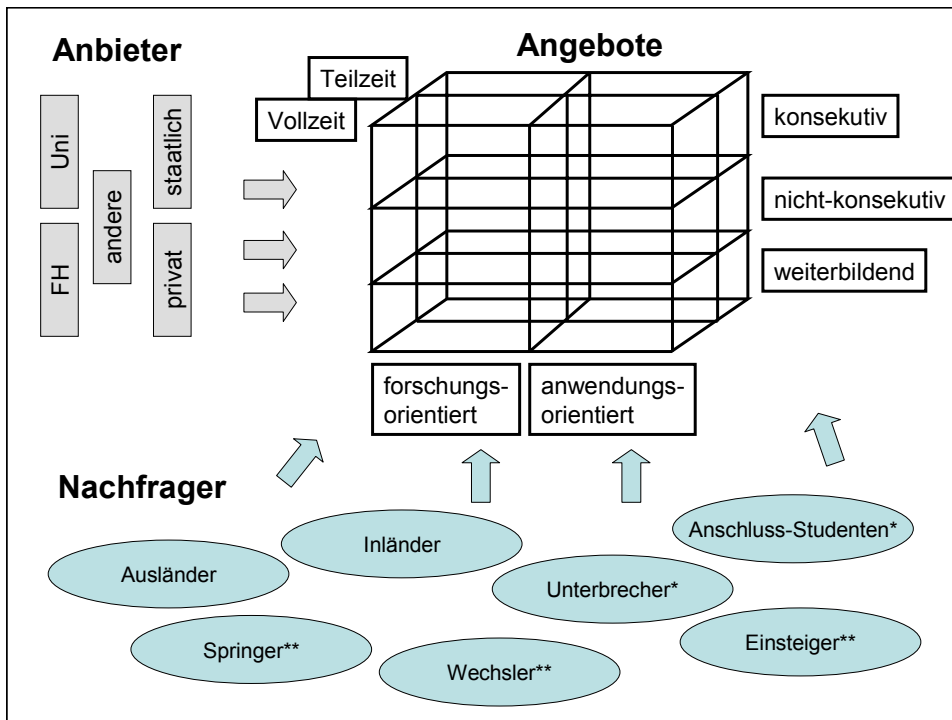 Anbieter
Angebote
Teilzeit
Vollzeit
Uni
staatlich
andere
FH
privat
konsekutiv
nicht-konsekutiv
weiterbildend
forschungs-
orientiert
anwendungs-
orientiert
Nachfrager
Anschluss-Studenten*
Inländer
Ausländer
Unterbrecher*
Springer**
Wechsler**
Einsteiger**